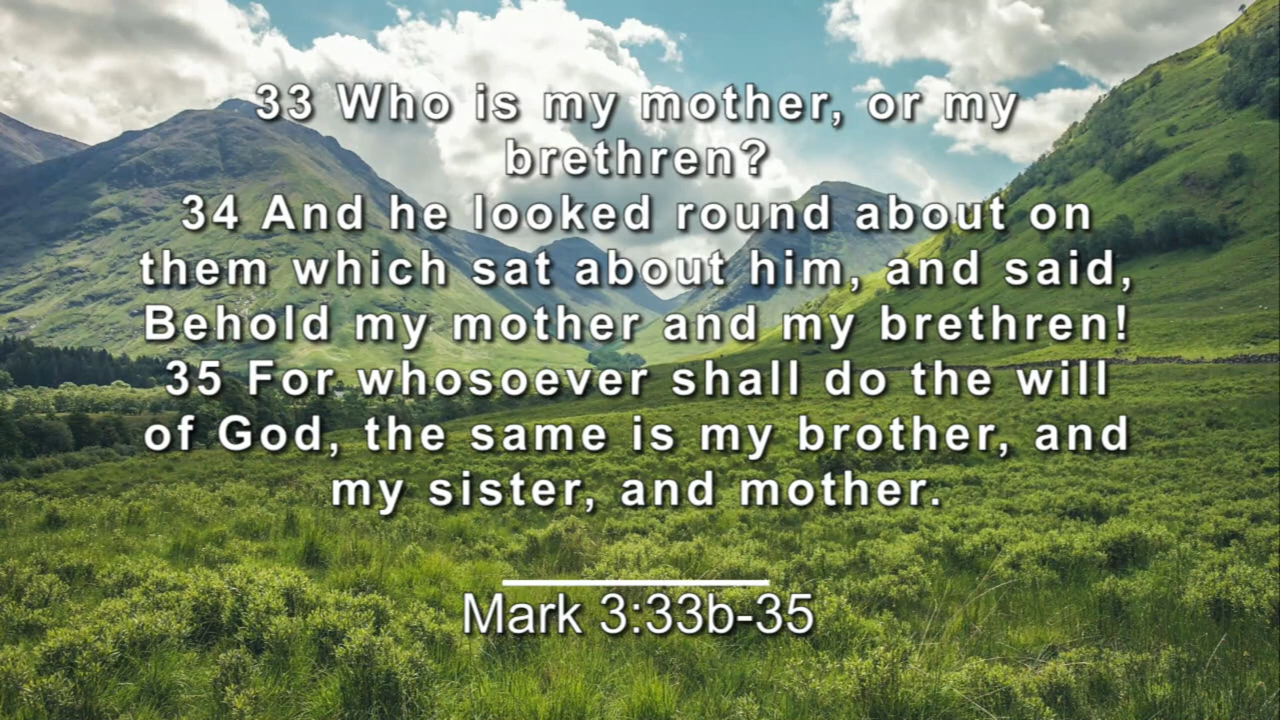 33 Who is my mother, or my
brethren?
34 And he looked round about on
them which sat about him, and said,
Behold my mother and my brethren!
35 For whosoever shall do the will
of God, the same is my brother, and
my sister, and mother.
Mark 3:33b-35